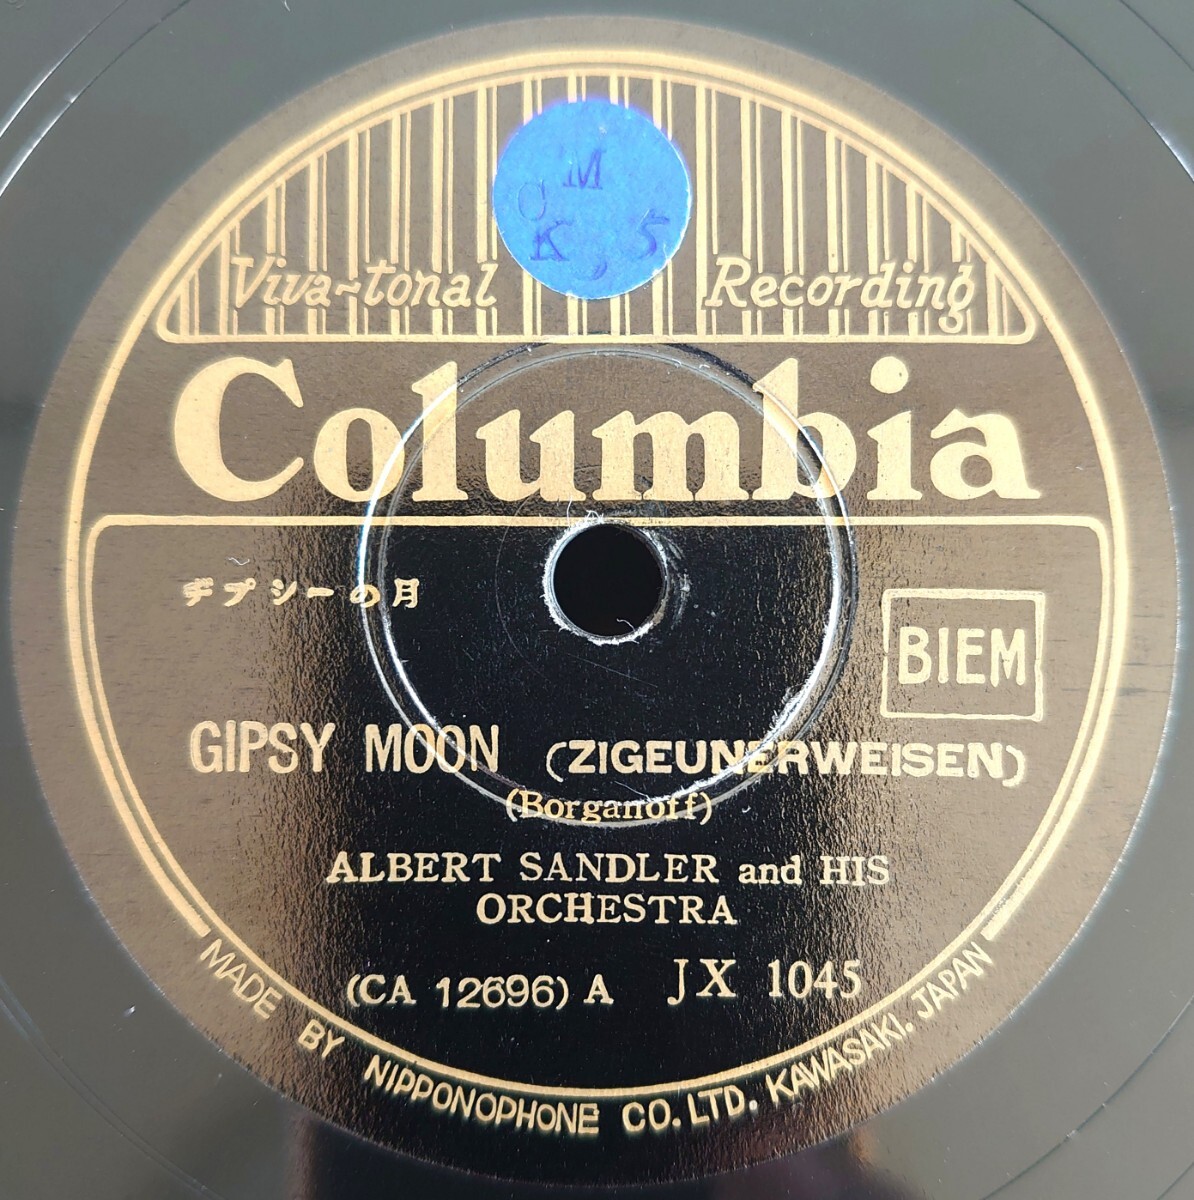 M
C
K, 5
Viva-tonal Recording
Columbia
ヂプシーの月
BIEM
GIPSY MOON (ZIGEUNERWEISEN)
(Borganoff)
ALBERT SANDLER and HIS
ORCHESTRA
(CA 12696) A JX 1045
MADE BY NIPPONOPHONE CO. LTD. KAWASAKI. JAPAN